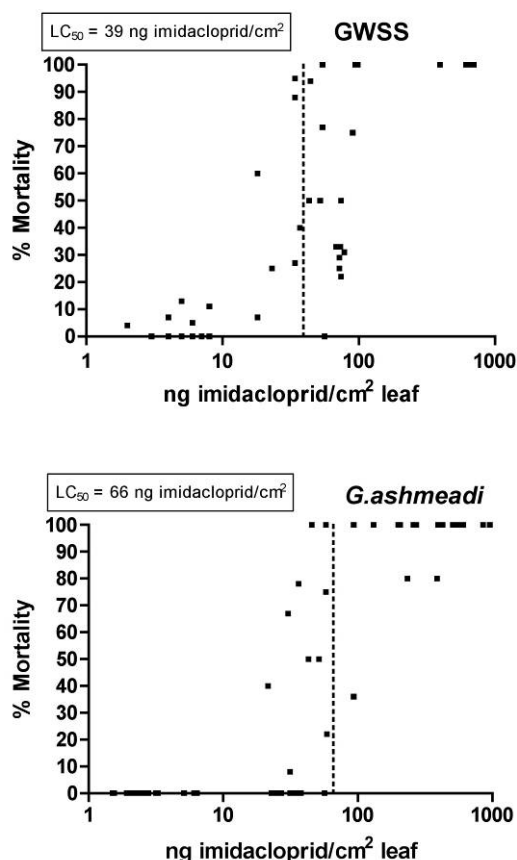 LC₅₀ = 39 ng imidacloprid/cm²
GWSS
100
90
80
70
60
50
40
30
20
10
0
% Mortality
1 10 100 1000
ng imidacloprid/cm² leaf
LC₅₀ = 66 ng imidacloprid/cm²
G.ashmeadi
100
90
80
70
60
50
40
30
20
10
0
% Mortality
1 10 100 1000
ng imidacloprid/cm² leaf